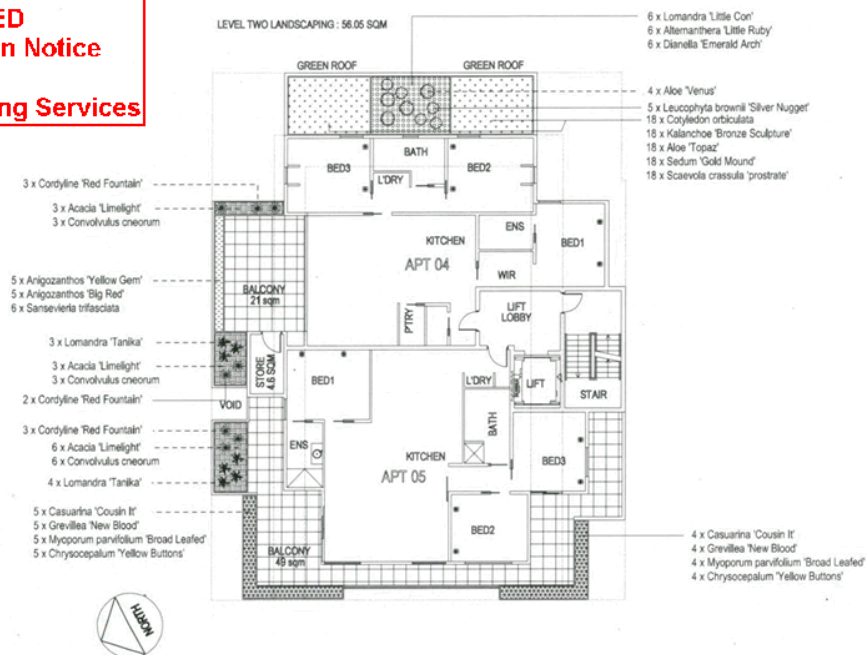 ED
n Notice
ng Services
LEVEL TWO LANDSCAPING : 56.05 SQM
6 x Lomandra 'Little Con'
6 x Alternanthera 'Little Ruby'
6 x Dianella 'Emerald Arch'
GREEN ROOF
GREEN ROOF
4 x Aloe 'Venus'
5 x Leucophyta brownii 'Silver Nugget'
18 x Cotyledon orbiculata
18 x Kalanchoe 'Bronze Sculpture'
18 x Aloe 'Topaz'
18 x Sedum 'Gold Mound'
18 x Scaevola crassula 'prostrate'
BATH
BED3
BED2
L'DRY
3 x Cordyline 'Red Fountain'
3 x Acacia 'Limelight'
3 x Convolvulus cneorum
ENS
KITCHEN
BED1
APT 04
WIR
5 x Anigozanthos 'Yellow Gem'
5 x Anigozanthos 'Big Red'
6 x Sansevieria trifasciata
BALCONY
21 sqm
LIFT
LOBBY
P'TRY
3 x Lomandra 'Tanika'
3 x Acacia 'Limelight'
3 x Convolvulus cneorum
STORE
4.6 SQM
BED1
L'DRY
LIFT
STAIR
2 x Cordyline 'Red Fountain'
VOID
BATH
3 x Cordyline 'Red Fountain'
6 x Acacia 'Limelight'
6 x Convolvulus cneorum
ENS
KITCHEN
BED3
4 x Lomandra 'Tanika'
APT 05
5 x Casuarina 'Cousin It'
5 x Grevillea 'New Blood'
5 x Myoporum parvifolium 'Broad Leafed'
5 x Chrysocepalum 'Yellow Buttons'
BED2
BALCONY
49 sqm
4 x Casuarina 'Cousin It'
4 x Grevillea 'New Blood'
4 x Myoporum parvifolium 'Broad Leafed'
4 x Chrysocepalum 'Yellow Buttons'
NORTH